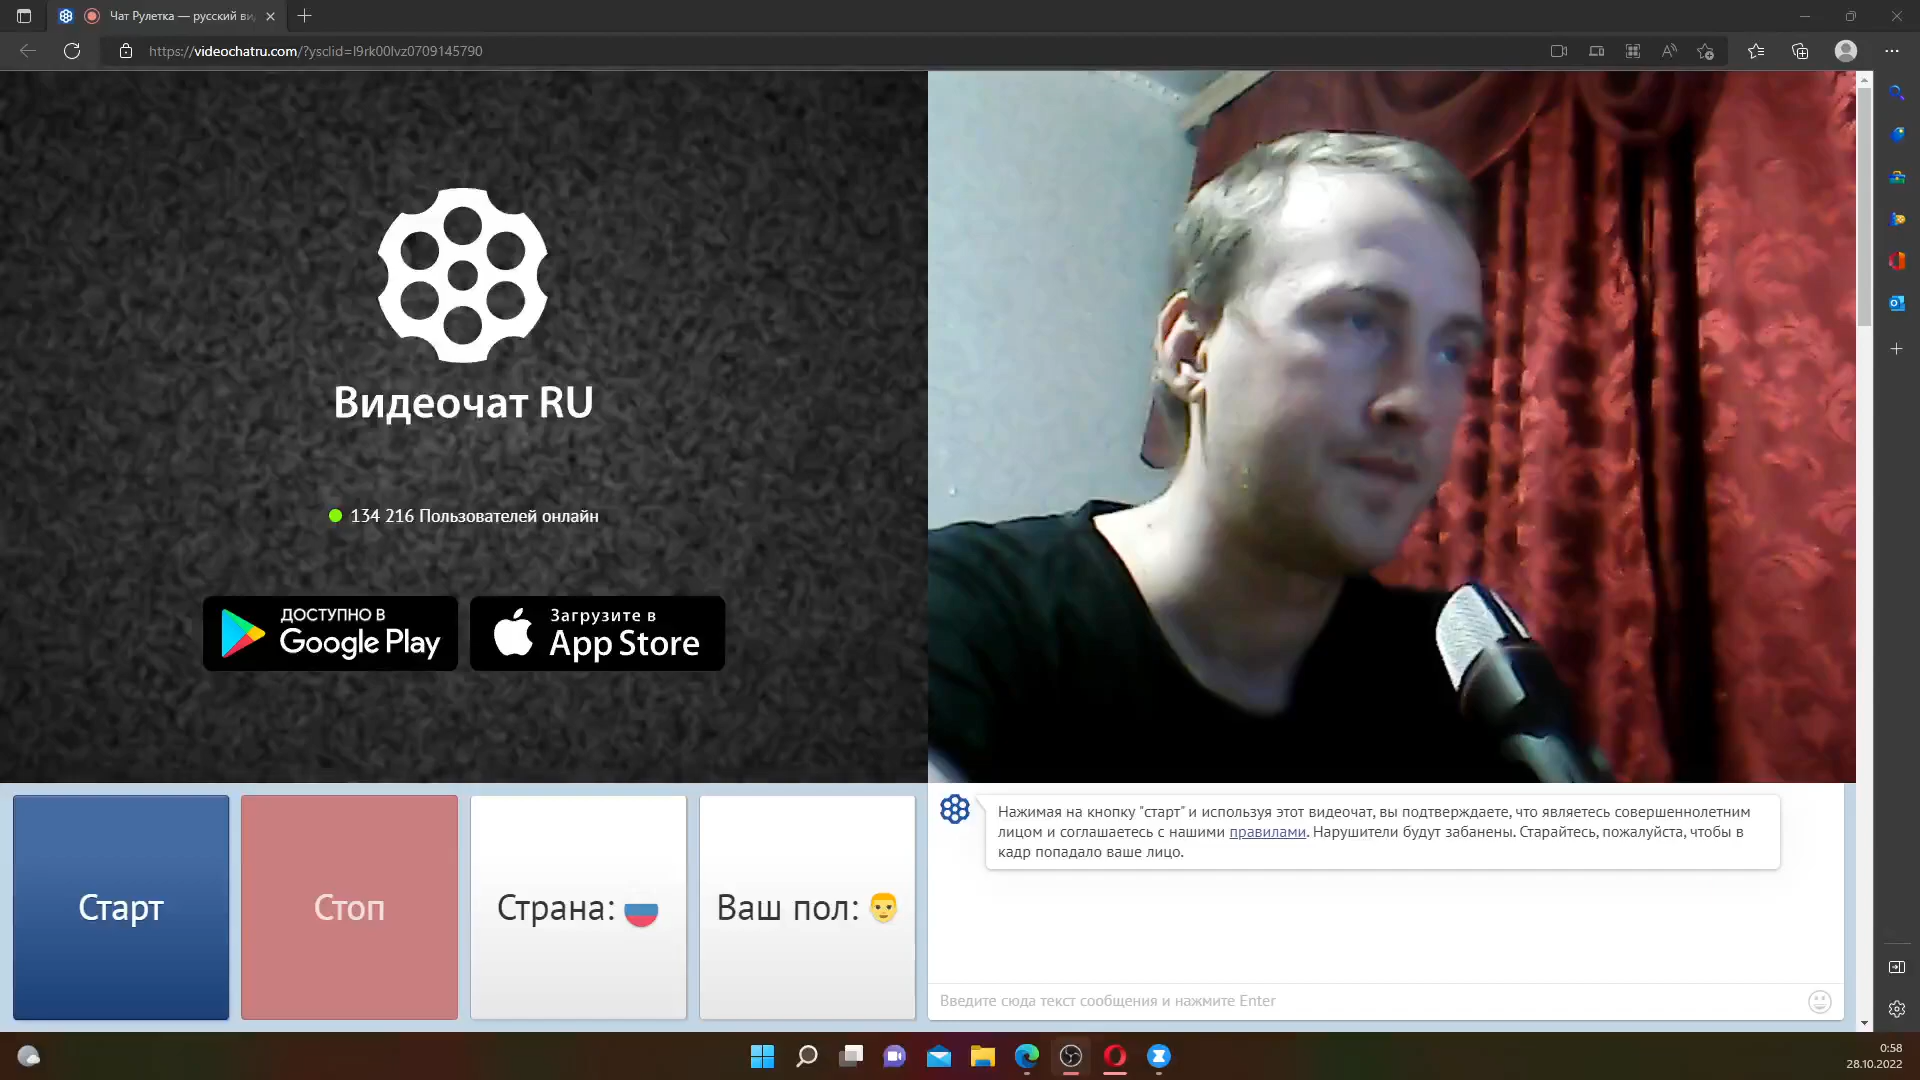 Чат Рулетка — русский ви
https://videochatru.com/?ysclid=l9rk00lvz0709145790
Видеочат RU
134 216 Пользователей онлайн
ДОСТУПНО В
Google Play
Загрузите в
App Store
Старт
Стоп
Страна:
Ваш пол:
Нажимая на кнопку "старт" и используя этот видеочат, вы подтверждаете, что являетесь совершеннолетним
лицом и соглашаетесь с нашими правилами. Нарушители будут забанены. Старайтесь, пожалуйста, чтобы в
кадр попадало ваше лицо.
Введите сюда текст сообщения и нажмите Enter
0:58
28.10.2022